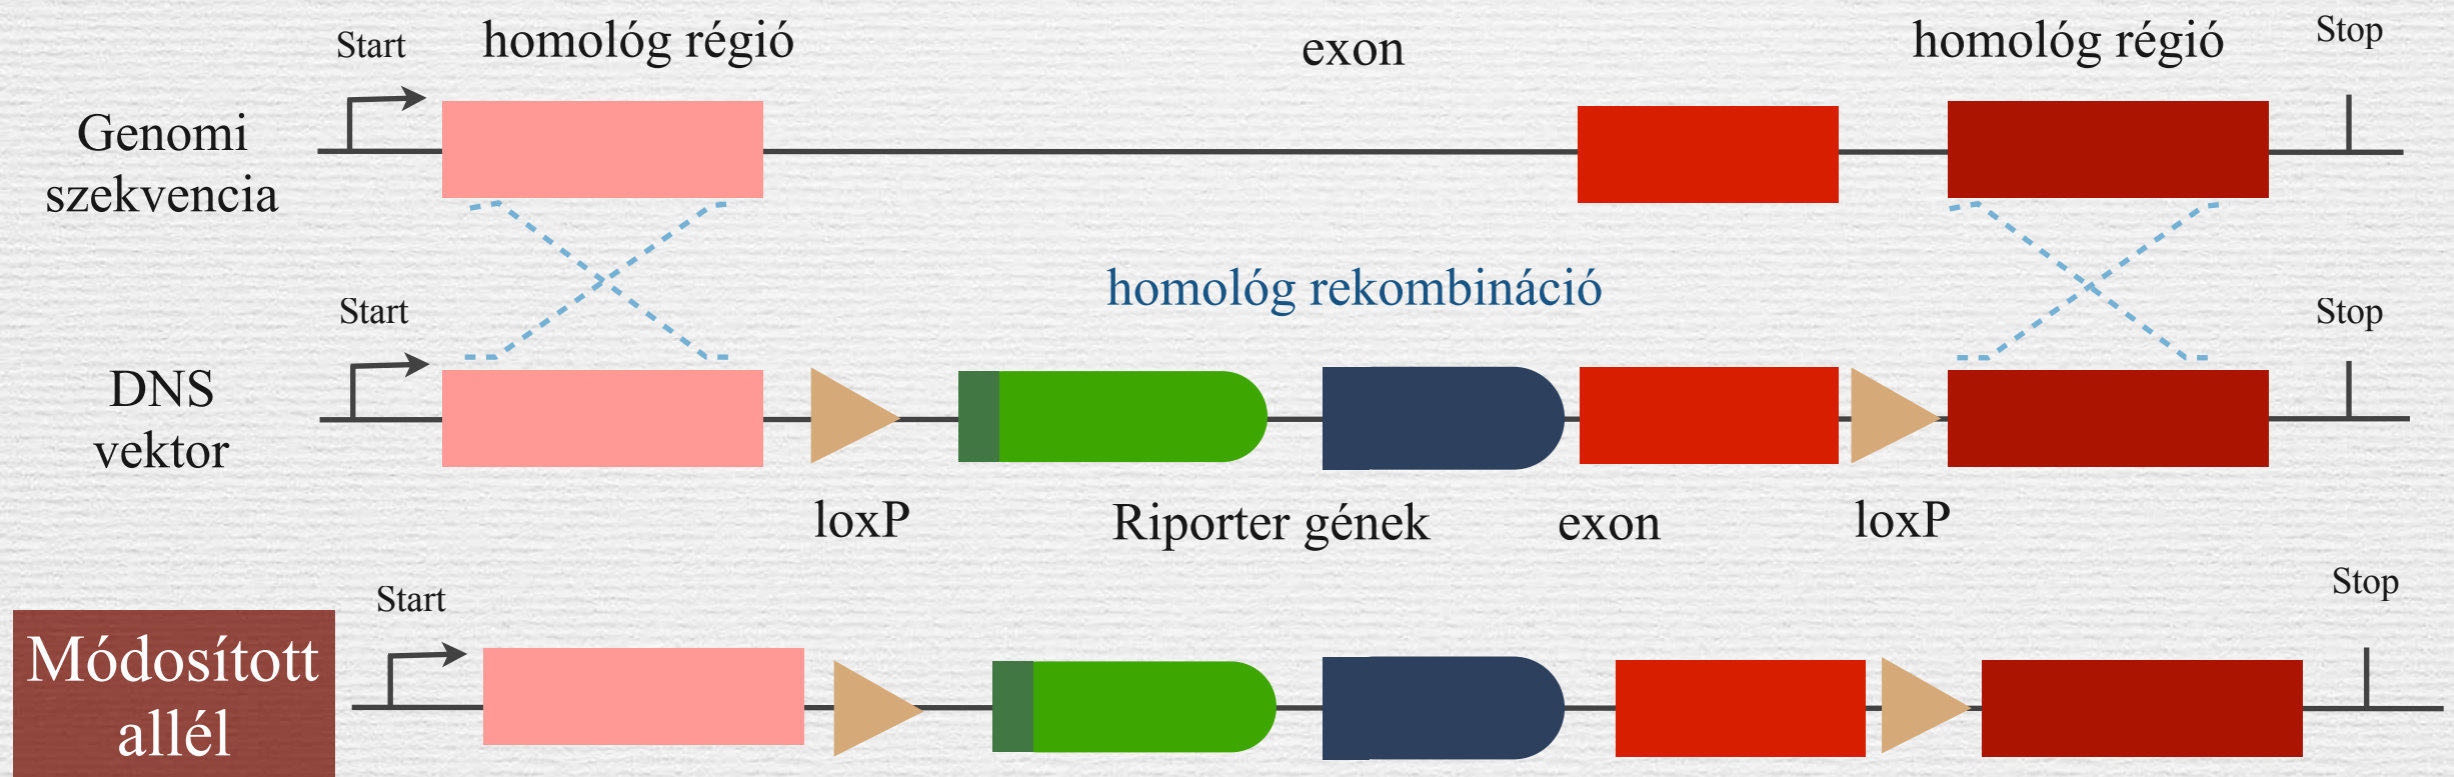 Start
homológ régió
exon
homológ régió
Stop
Genomi
szekvencia
homológ rekombináció
Start
Stop
DNS
vektor
loxP
Riporter gének
exon
loxP
Start
Stop
Módosított
allél